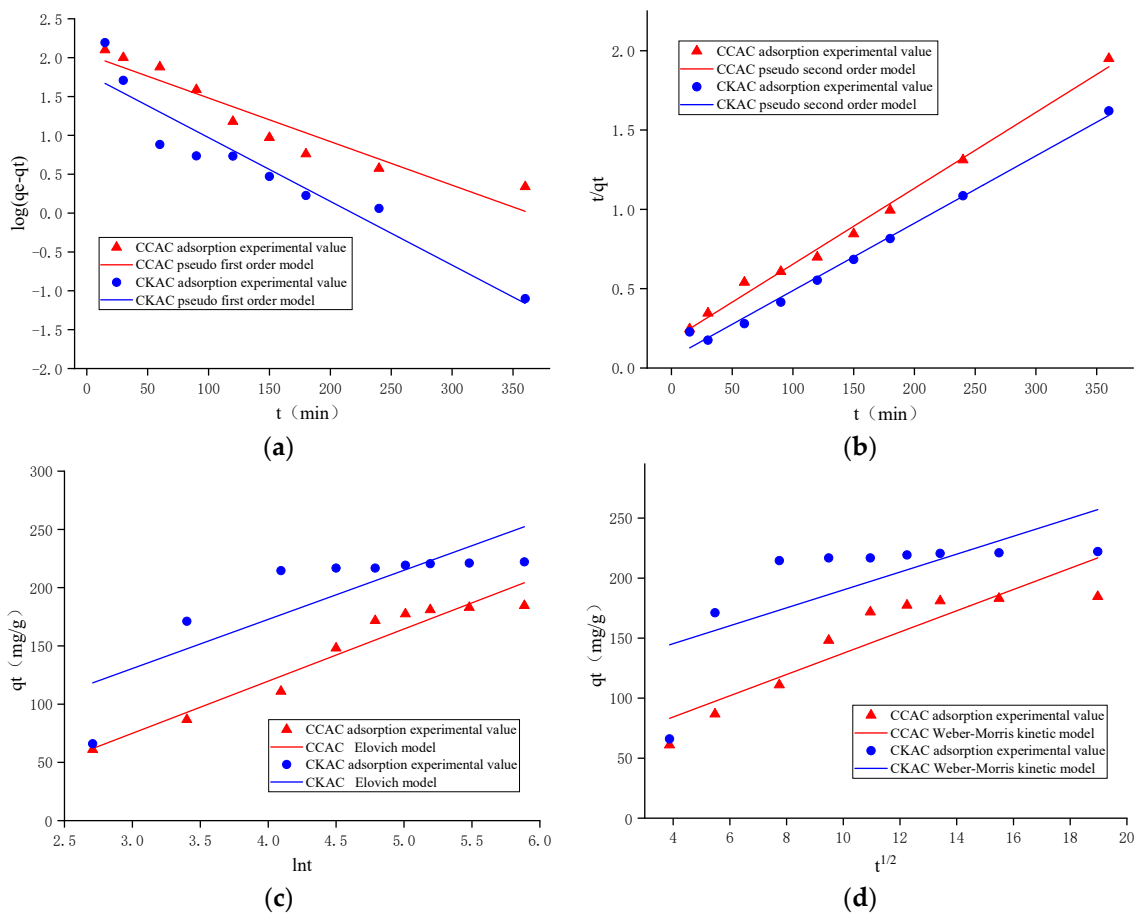 2.5
2.0
1.5
1.0
0.5
0.0
-0.5
-1.0
-1.5
-2.0
log(qe-qt)
CCAC adsorption experimental value
CCAC pseudo first order model
CKAC adsorption experimental value
CKAC pseudo first order model
0 50 100 150 200 250 300 350
t（min）
(a)
2.0
1.5
1.0
0.5
0.0
t/qt
CCAC adsorption experimental value
CCAC pseudo second order model
CKAC adsorption experimental value
CKAC pseudo second order model
0 50 100 150 200 250 300 350
t（min）
(b)
300
250
200
150
100
50
0
qt（mg/g）
CCAC adsorption experimental value
CCAC Elovich model
CKAC adsorption experimental value
CKAC Elovich model
2.5 3.0 3.5 4.0 4.5 5.0 5.5 6.0
lnt
(c)
250
200
150
100
50
0
qt（mg/g）
CCAC adsorption experimental value
CCAC Weber-Morris kinetic model
CKAC adsorption experimental value
CKAC Weber-Morris kinetic model
4 6 8 10 12 14 16 18 20
t1/2
(d)